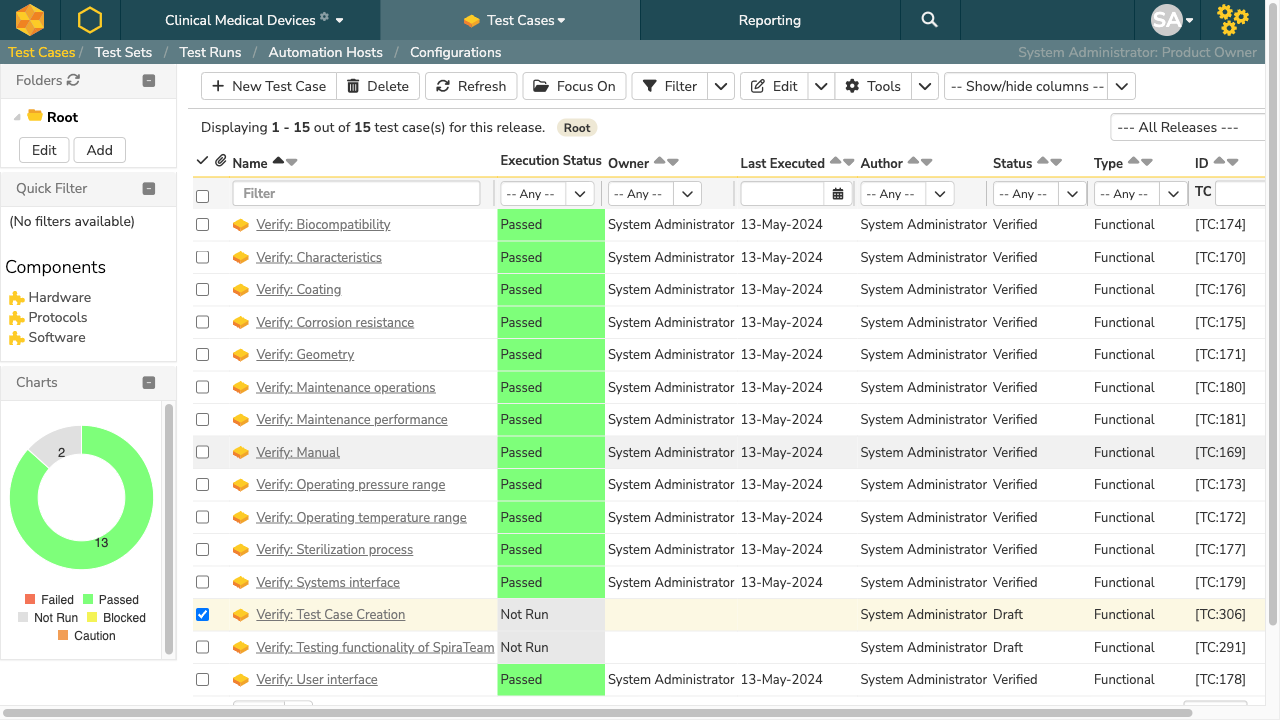 Clinical Medical Devices
Test Cases
Reporting
SA
Test Cases / Test Sets / Test Runs / Automation Hosts / Configurations
System Administrator: Product Owner
Folders
Root
Edit
Add
Quick Filter
(No filters available)
Components
Hardware
Protocols
Software
Charts
2
13
Failed
Passed
Not Run
Blocked
Caution
New Test Case
Delete
Refresh
Focus On
Filter
Edit
Tools
-- Show/hide columns --
Displaying 1 - 15 out of 15 test case(s) for this release. Root
--- All Releases ---
Name Execution Status Owner Last Executed Author Status Type ID
Filter -- Any -- -- Any -- -- Any -- -- Any -- -- Any -- TC
Verify: Biocompatibility Passed System Administrator 13-May-2024 System Administrator Verified Functional [TC:174]
Verify: Characteristics Passed System Administrator 13-May-2024 System Administrator Verified Functional [TC:170]
Verify: Coating Passed System Administrator 13-May-2024 System Administrator Verified Functional [TC:176]
Verify: Corrosion resistance Passed System Administrator 13-May-2024 System Administrator Verified Functional [TC:175]
Verify: Geometry Passed System Administrator 13-May-2024 System Administrator Verified Functional [TC:171]
Verify: Maintenance operations Passed System Administrator 13-May-2024 System Administrator Verified Functional [TC:180]
Verify: Maintenance performance Passed System Administrator 13-May-2024 System Administrator Verified Functional [TC:181]
Verify: Manual Passed System Administrator 13-May-2024 System Administrator Verified Functional [TC:169]
Verify: Operating pressure range Passed System Administrator 13-May-2024 System Administrator Verified Functional [TC:173]
Verify: Operating temperature range Passed System Administrator 13-May-2024 System Administrator Verified Functional [TC:172]
Verify: Sterilization process Passed System Administrator 13-May-2024 System Administrator Verified Functional [TC:177]
Verify: Systems interface Passed System Administrator 13-May-2024 System Administrator Verified Functional [TC:179]
Verify: Test Case Creation Not Run System Administrator Draft Functional [TC:306]
Verify: Testing functionality of SpiraTeam Not Run System Administrator Draft Functional [TC:291]
Verify: User interface Passed System Administrator 13-May-2024 System Administrator Verified Functional [TC:178]